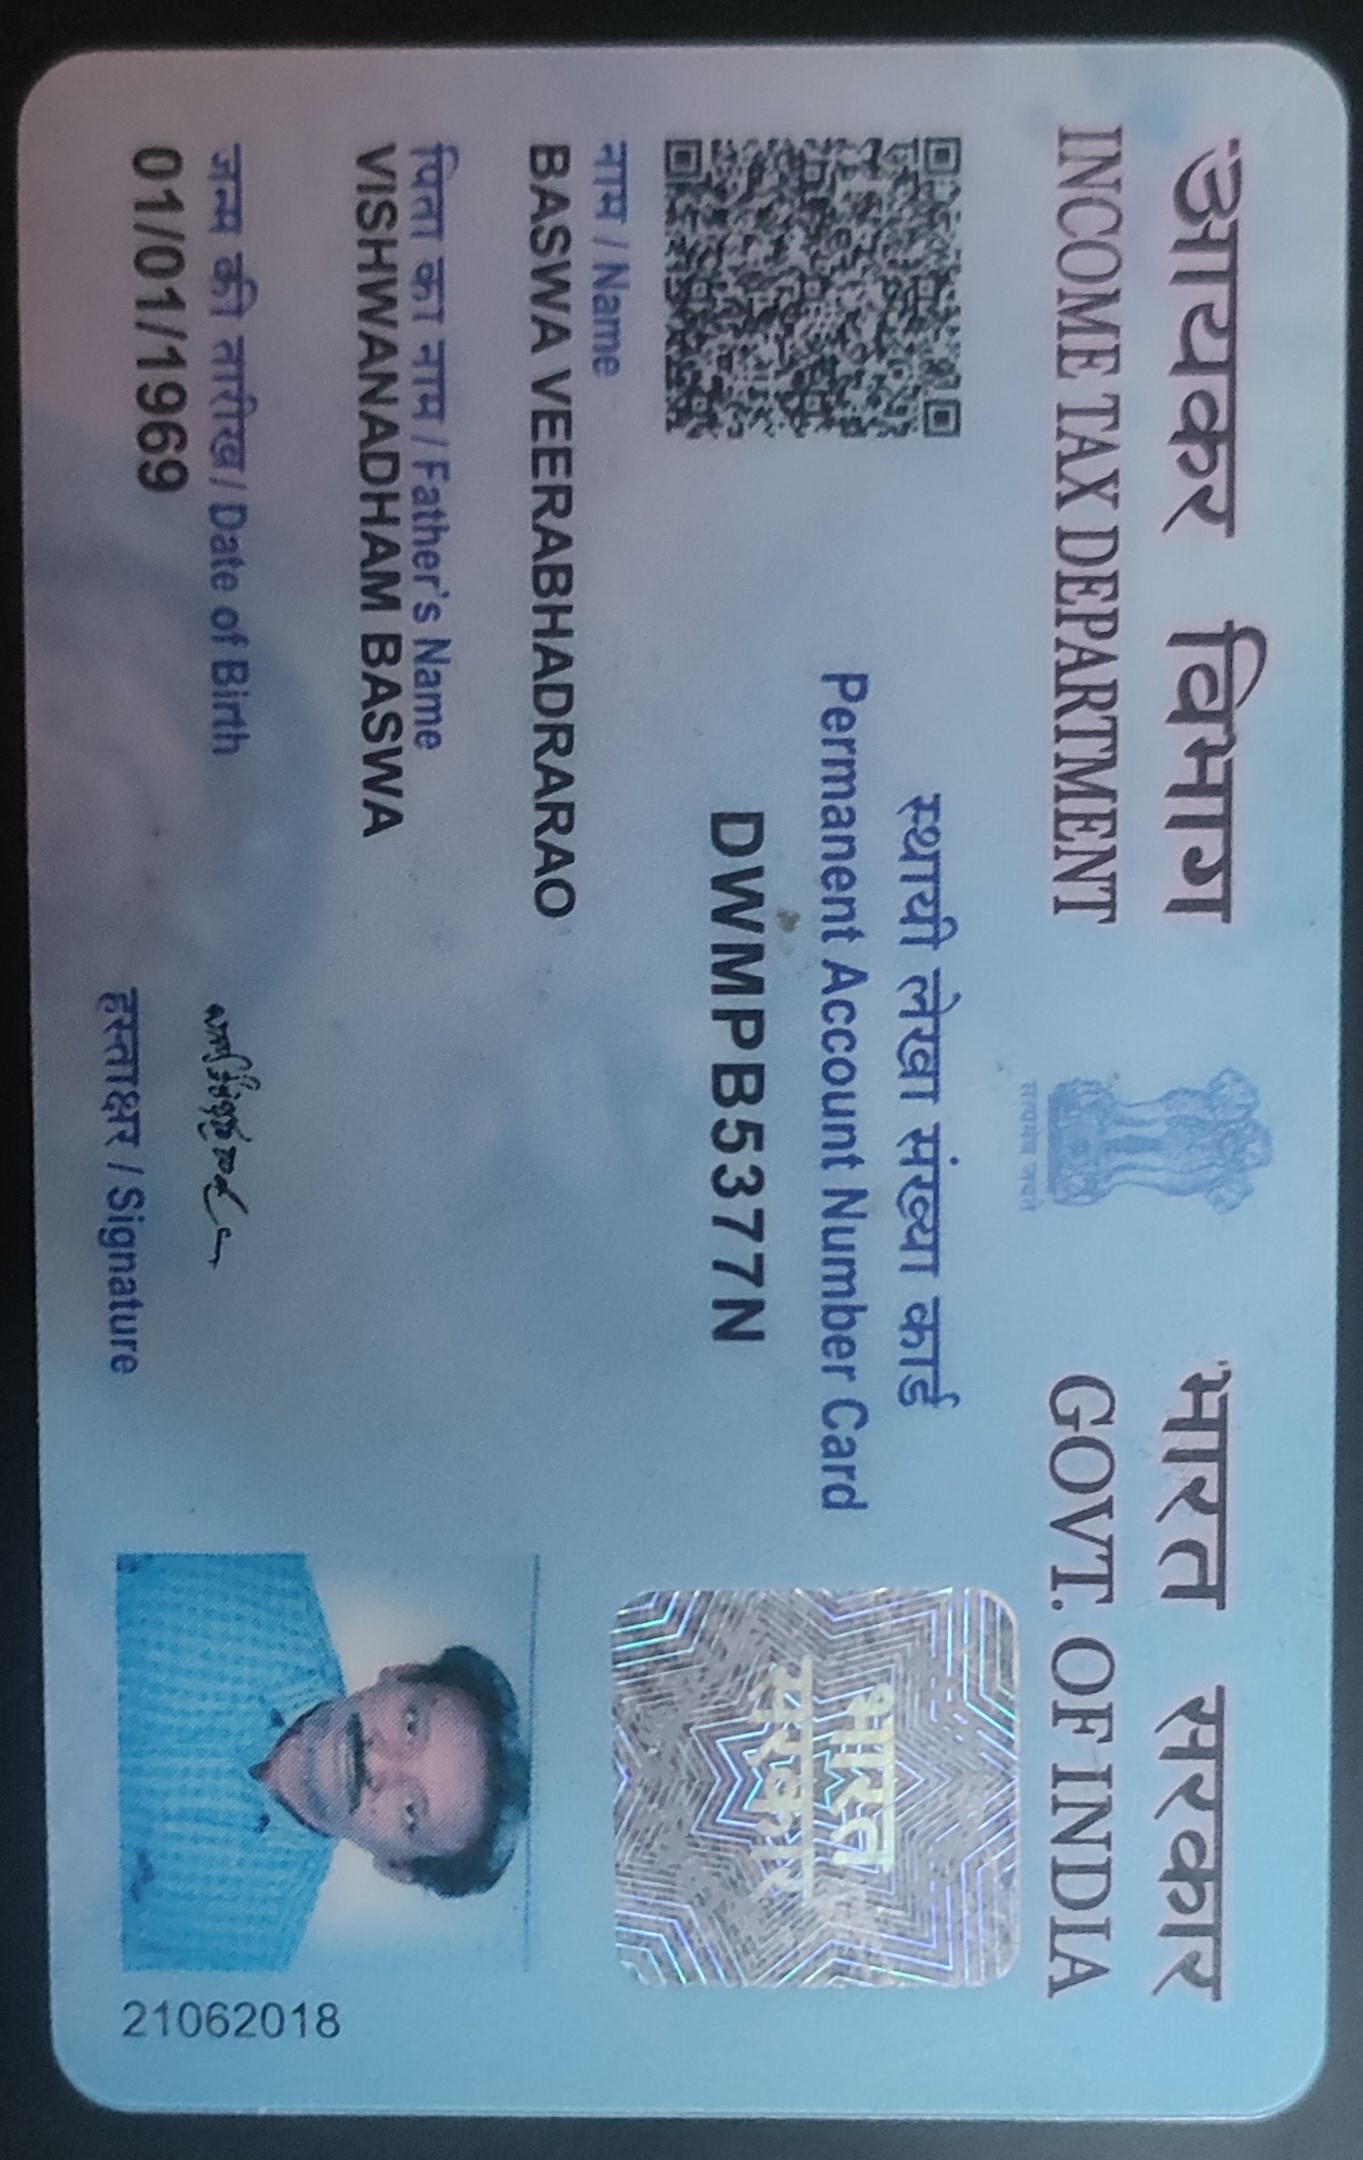 आयकर विभाग
INCOME TAX DEPARTMENT
सत्यमेव जयते
भारत सरकार
GOVT. OF INDIA
स्थायी लेखा संख्या कार्ड
Permanent Account Number Card
DWMPB5377N
भारत
सरकार
नाम / Name
BASWA VEERABHADRARAO
पिता का नाम / Father's Name
VISHWANADHAM BASWA
जन्म की तारीख / Date of Birth
01/01/1969
हस्ताक्षर / Signature
21062018